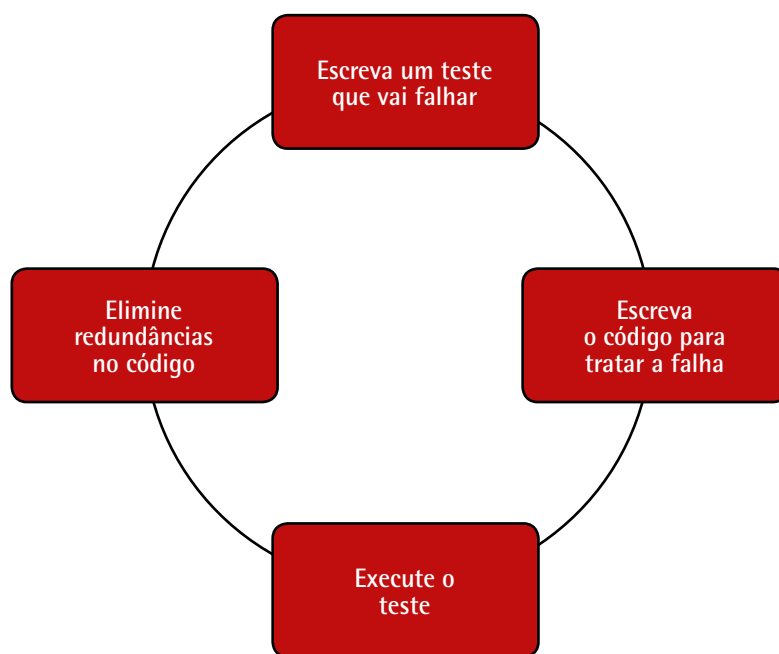 Escreva um teste
que vai falhar
Elimine
redundâncias
no código
Escreva
o código para
tratar a falha
Execute o
teste